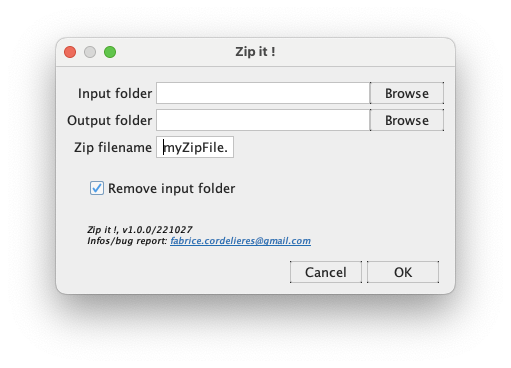 Zip it !
Input folder Browse
Output folder Browse
Zip filename myZipFile.
Remove input folder
Zip it !, v1.0.0/221027
Infos/bug report: fabrice.cordelieres@gmail.com
Cancel OK